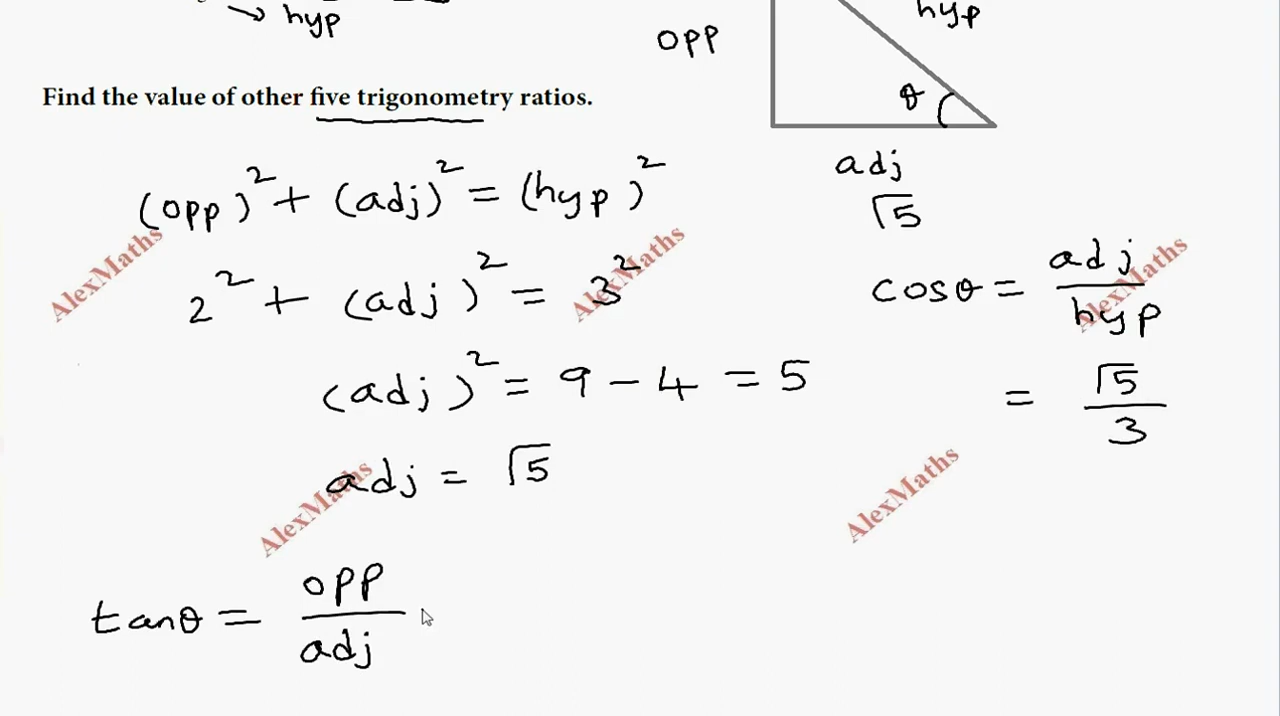 → hyp
hyp
opp
Find the value of other five trigonometry ratios.
θ
(opp)² + (adj)² = (hyp)²
adj
√5
AlexMaths
2² + (adj)² = 3²
AlexMaths
cosθ = adj / hyp
AlexMaths
(adj)² = 9 - 4 = 5
= √5 / 3
adj = √5
AlexMaths
AlexMaths
tanθ = opp / adj